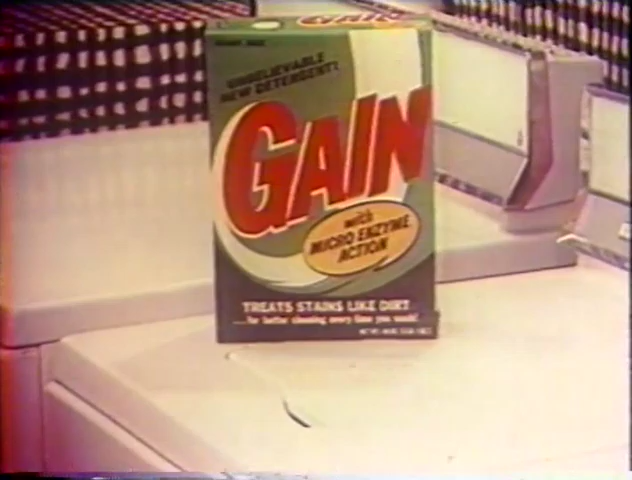 GAIN
UNBELIEVABLE
NEW DETERGENT!
GAIN
with
MICRO ENZYME
ACTION
TREATS STAINS LIKE DIRT
...for better cleaning every time you wash!